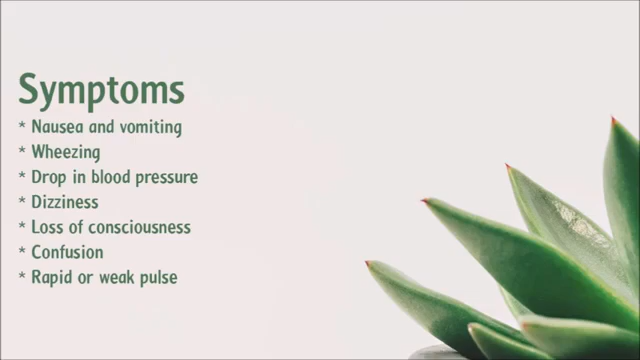 Symptoms
* Nausea and vomiting
* Wheezing
* Drop in blood pressure
* Dizziness
* Loss of consciousness
* Confusion
* Rapid or weak pulse